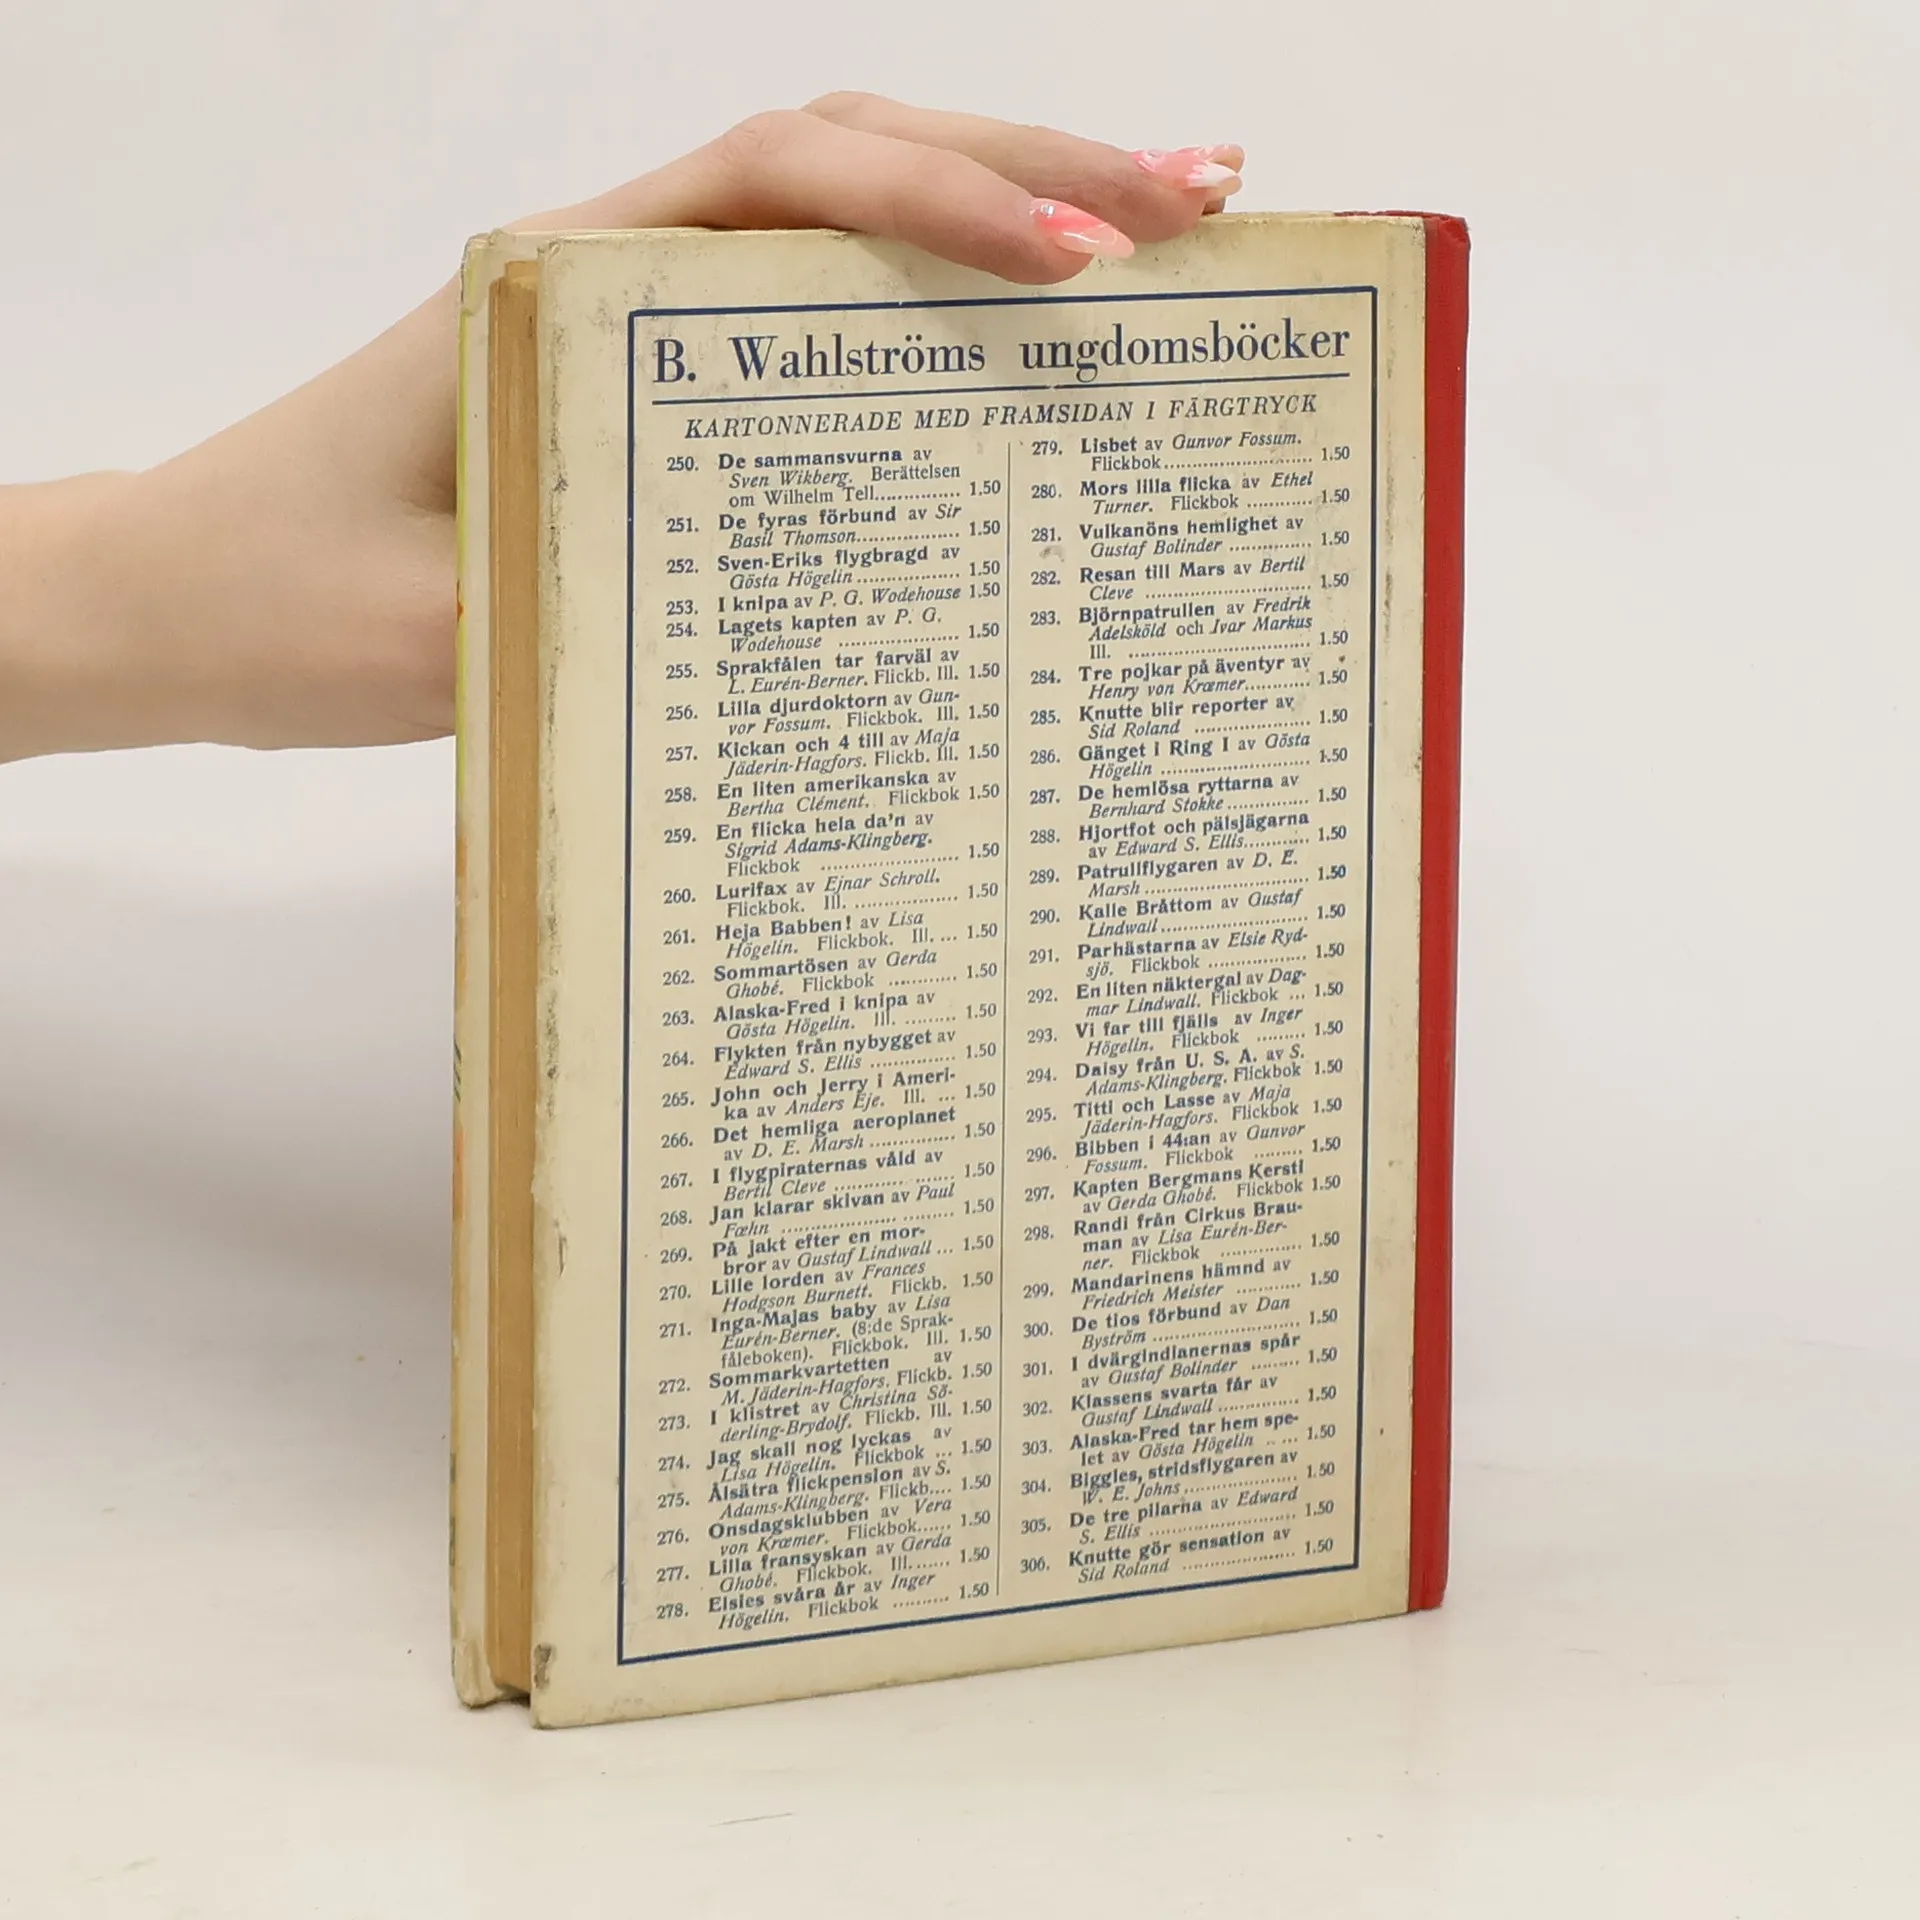 B. Wahlströms ungdomsböcker
KARTONNERADE MED FRAMSIDAN I FÄRGTRYCK
250. De sammansvurna av
Sven Wikberg. Berättelsen
om Wilhelm Tell............... 1.50
251. De fyras förbund av Sir
Basil Thomson.................. 1.50
252. Sven-Eriks flygbragd av
Gösta Högelin .................. 1.50
253. I knipa av P. G. Wodehouse 1.50
254. Lagets kapten av P. G.
Wodehouse ..................... 1.50
255. Sprakfålen tar farväl av
L. Eurén-Berner. Flickb. Ill. 1.50
256. Lilla djurdoktorn av Gun-
vor Fossum. Flickbok. Ill. 1.50
257. Kickan och 4 till av Maja
Jäderin-Hagfors. Flickb. Ill. 1.50
258. En liten amerikanska av
Bertha Clément. Flickbok 1.50
259. En flicka hela da'n av
Sigrid Adams-Klingberg.
Flickbok ........................ 1.50
260. Lurifax av Ejnar Schroll.
Flickbok. Ill. .................. 1.50
261. Heja Babben! av Lisa
Högelin. Flickbok. Ill. ... 1.50
262. Sommartösen av Gerda
Ghobé. Flickbok ............ 1.50
263. Alaska-Fred i knipa av
Gösta Högelin. Ill. ......... 1.50
264. Flykten från nybygget av
Edward S. Ellis ............... 1.50
265. John och Jerry i Ameri-
ka av Anders Eje. Ill. ... 1.50
266. Det hemliga aeroplanet
av D. E. Marsh ............... 1.50
267. I flygpiraternas våld av
Bertil Cleve ..................... 1.50
268. Jan klarar skivan av Paul
Fæhn .............................. 1.50
269. På jakt efter en mor-
bror av Gustaf Lindwall ... 1.50
270. Lille lorden av Frances
Hodgson Burnett. Flickb. 1.50
271. Inga-Majas baby av Lisa
Eurén-Berner. (8:de Sprak-
fåleboken). Flickbok. Ill. 1.50
272. Sommarkvartetten av
M. Jäderin-Hagfors. Flickb. 1.50
273. I klistret av Christina Sö-
derling-Brydolf. Flickb. Ill. 1.50
274. Jag skall nog lyckas av
Lisa Högelin. Flickbok ... 1.50
275. Ålsätra flickpension av S.
Adams-Klingberg. Flickb.... 1.50
276. Onsdagsklubben av Vera
von Kræmer. Flickbok...... 1.50
277. Lilla fransyskan av Gerda
Ghobé. Flickbok. Ill....... 1.50
278. Elsies svåra år av Inger
Högelin. Flickbok .......... 1.50
279. Lisbet av Gunvor Fossum.
Flickbok........................... 1.50
280. Mors lilla flicka av Ethel
Turner. Flickbok ............ 1.50
281. Vulkanöns hemlighet av
Gustaf Bolinder ............... 1.50
282. Resan till Mars av Bertil
Cleve .............................. 1.50
283. Björnpatrullen av Fredrik
Adelsköld och Ivar Markus
Ill. ................................. 1.50
284. Tre pojkar på äventyr av
Henry von Kræmer............ 1.50
285. Knutte blir reporter av
Sid Roland ..................... 1.50
286. Gänget i Ring I av Gösta
Högelin ........................... 1.50
287. De hemlösa ryttarna av
Bernhard Stokke............... 1.50
288. Hjortfot och pälsjägarna
av Edward S. Ellis............ 1.50
289. Patrullflygaren av D. E.
Marsh .............................. 1.50
290. Kalle Bråttom av Gustaf
Lindwall........................... 1.50
291. Parhästarna av Elsie Ryd-
sjö. Flickbok .................. 1.50
292. En liten näktergal av Dag-
mar Lindwall. Flickbok ... 1.50
293. Vi far till fjälls av Inger
Högelin. Flickbok ......... 1.50
294. Daisy från U. S. A. av S.
Adams-Klingberg. Flickbok 1.50
295. Titti och Lasse av Maja
Jäderin-Hagfors. Flickbok 1.50
296. Bibben i 44:an av Gunvor
Fossum. Flickbok ......... 1.50
297. Kapten Bergmans Kersti
av Gerda Ghobé. Flickbok 1.50
298. Randi från Cirkus Brau-
man av Lisa Eurén-Ber-
ner. Flickbok ............... 1.50
299. Mandarinens hämnd av
Friedrich Meister ............ 1.50
300. De tios förbund av Dan
Byström ........................... 1.50
301. I dvärgindianernas spår
av Gustaf Bolinder ......... 1.50
302. Klassens svarta får av
Gustaf Lindwall ............... 1.50
303. Alaska-Fred tar hem spe-
let av Gösta Högelin ...... 1.50
304. Biggles, stridsflygaren av
W. E. Johns ..................... 1.50
305. De tre pilarna av Edward
S. Ellis ........................... 1.50
306. Knutte gör sensation av
Sid Roland ..................... 1.50